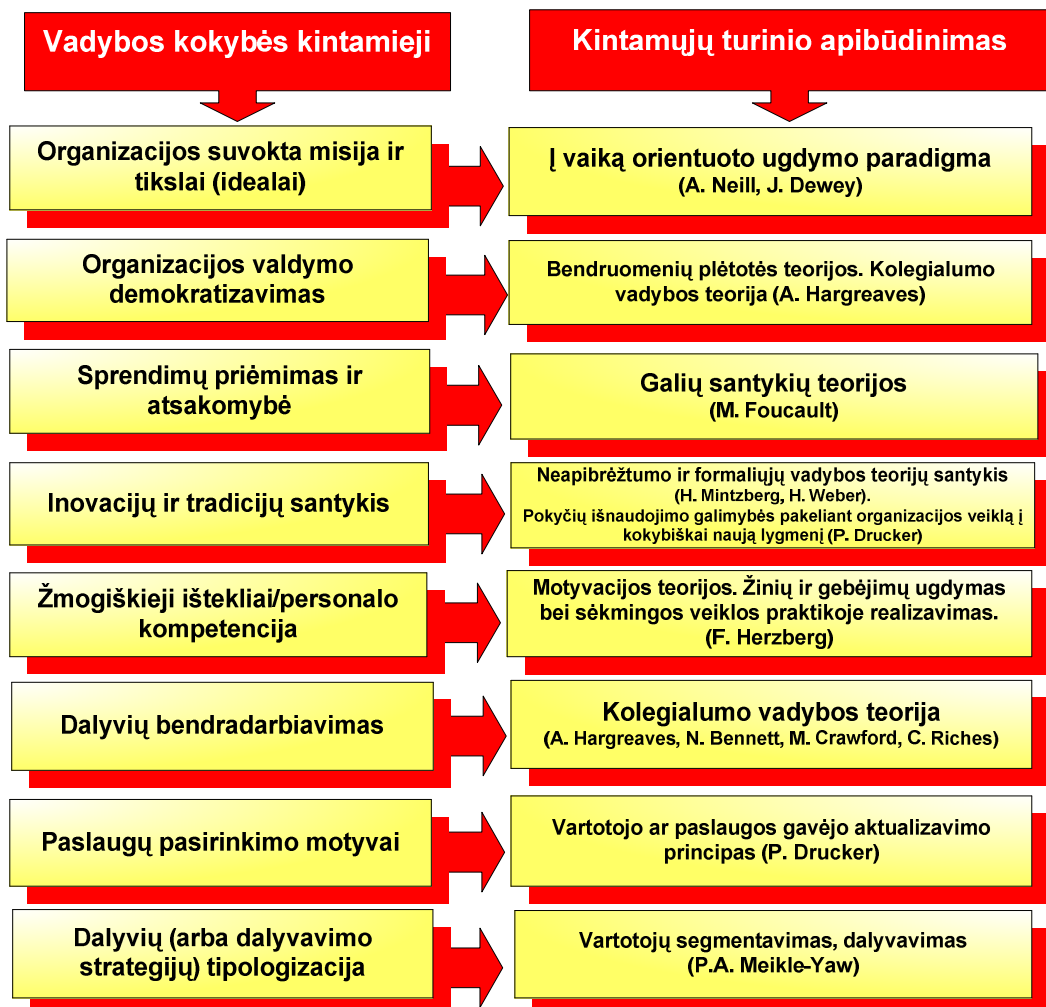 Vadybos kokybės kintamieji
Kintamųjų turinio apibūdinimas
Organizacijos suvokta misija ir
tikslai (idealai)
Į vaiką orientuoto ugdymo paradigma
(A. Neill, J. Dewey)
Organizacijos valdymo
demokratizavimas
Bendruomenių plėtotės teorijos. Kolegialumo
vadybos teorija (A. Hargreaves)
Sprendimų priėmimas ir
atsakomybė
Galių santykių teorijos
(M. Foucault)
Inovacijų ir tradicijų santykis
Neapibrėžtumo ir formaliųjų vadybos teorijų santykis
(H. Mintzberg, H. Weber).
Pokyčių išnaudojimo galimybės pakeliant organizacijos veiklą į
kokybiškai naują lygmenį (P. Drucker)
Žmogiškieji ištekliai/personalo
kompetencija
Motyvacijos teorijos. Žinių ir gebėjimų ugdymas
bei sėkmingos veiklos praktikoje realizavimas.
(F. Herzberg)
Dalyvių bendradarbiavimas
Kolegialumo vadybos teorija
(A. Hargreaves, N. Bennett, M. Crawford, C. Riches)
Paslaugų pasirinkimo motyvai
Vartotojo ar paslaugos gavėjo aktualizavimo
principas (P. Drucker)
Dalyvių (arba dalyvavimo
strategijų) tipologizacija
Vartotojų segmentavimas, dalyvavimas
(P.A. Meikle-Yaw)